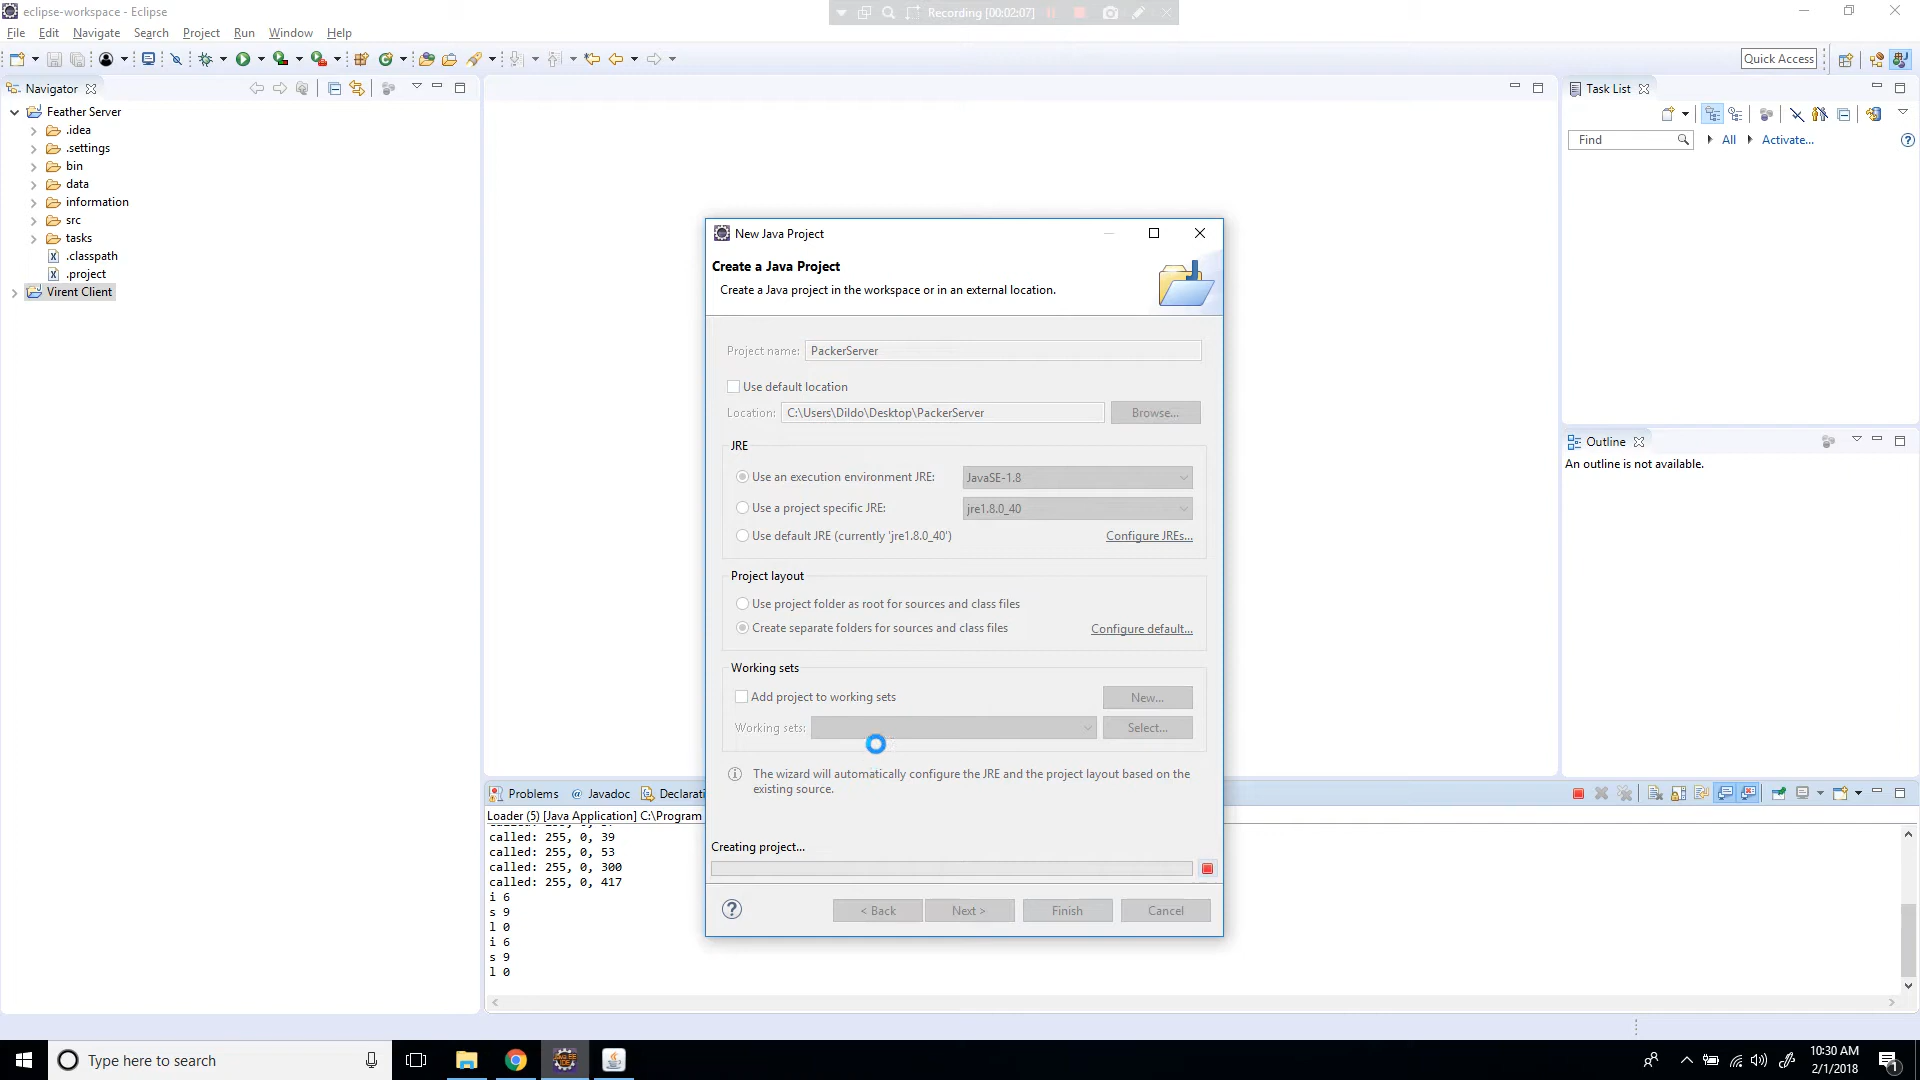 eclipse-workspace - Eclipse
Recording [00:02:07]
File Edit Navigate Search Project Run Window Help
Quick Access
Navigator
Feather Server
.idea
.settings
bin
data
information
src
tasks
.classpath
.project
Virent Client
Task List
Find
All
Activate...
Outline
An outline is not available.
New Java Project
Create a Java Project
Create a Java project in the workspace or in an external location.
Project name: PackerServer
Use default location
Location: C:\Users\Dildo\Desktop\PackerServer Browse...
JRE
Use an execution environment JRE: JavaSE-1.8
Use a project specific JRE: jre1.8.0_40
Use default JRE (currently 'jre1.8.0_40') Configure JREs...
Project layout
Use project folder as root for sources and class files
Create separate folders for sources and class files Configure default...
Working sets
Add project to working sets New...
Working sets: Select...
The wizard will automatically configure the JRE and the project layout based on the
existing source.
Creating project...
< Back Next > Finish Cancel
Problems @ Javadoc Declarati
Loader (5) [Java Application] C:\Program
called: 255, 0, 39
called: 255, 0, 53
called: 255, 0, 300
called: 255, 0, 417
i 6
s 9
l 0
i 6
s 9
l 0
Type here to search
JAVA EE
IDE
10:30 AM
2/1/2018
1